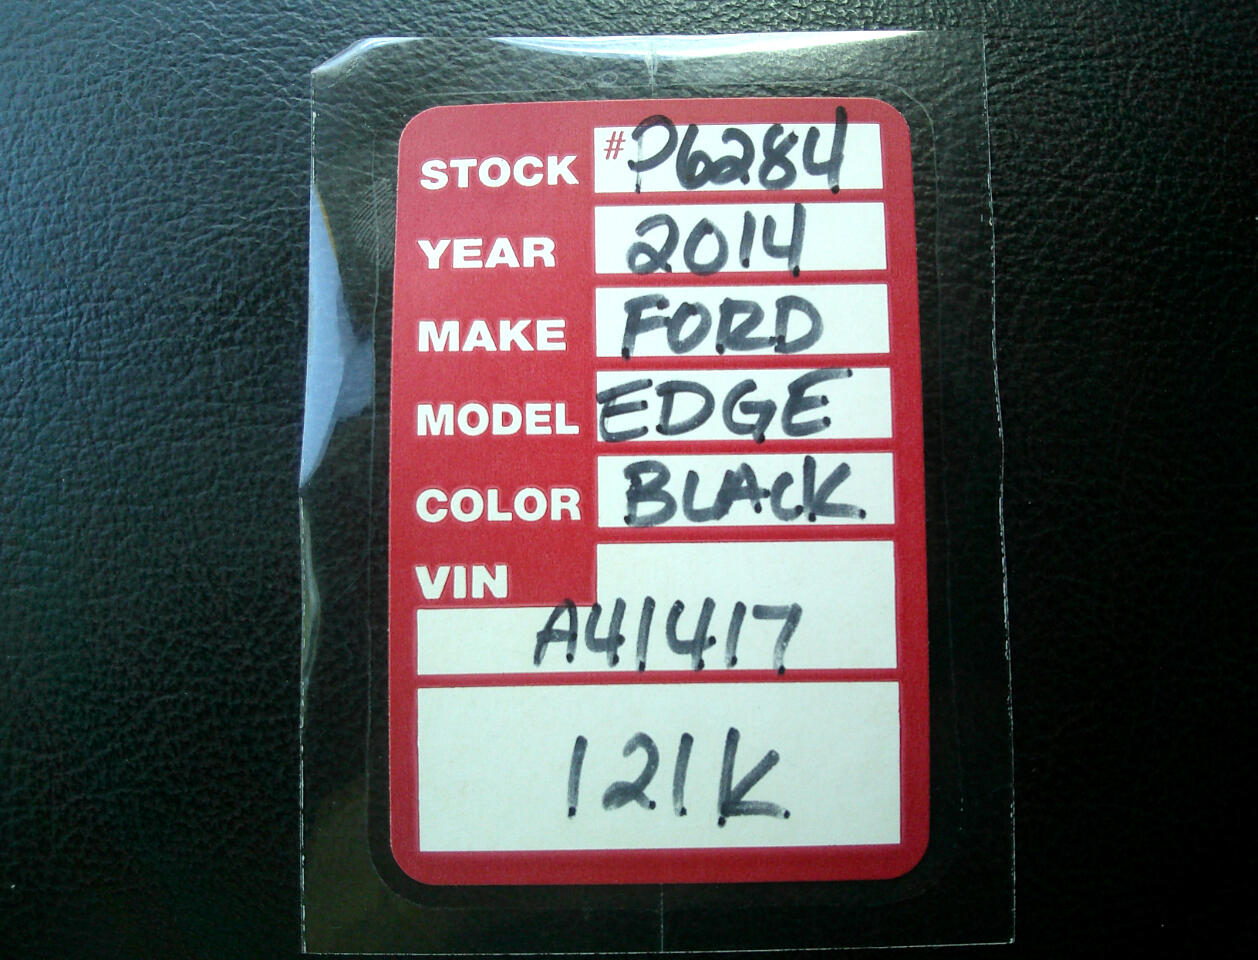 STOCK #P6284
YEAR 2014
MAKE FORD
MODEL EDGE
COLOR BLACK
VIN
A41417
121K